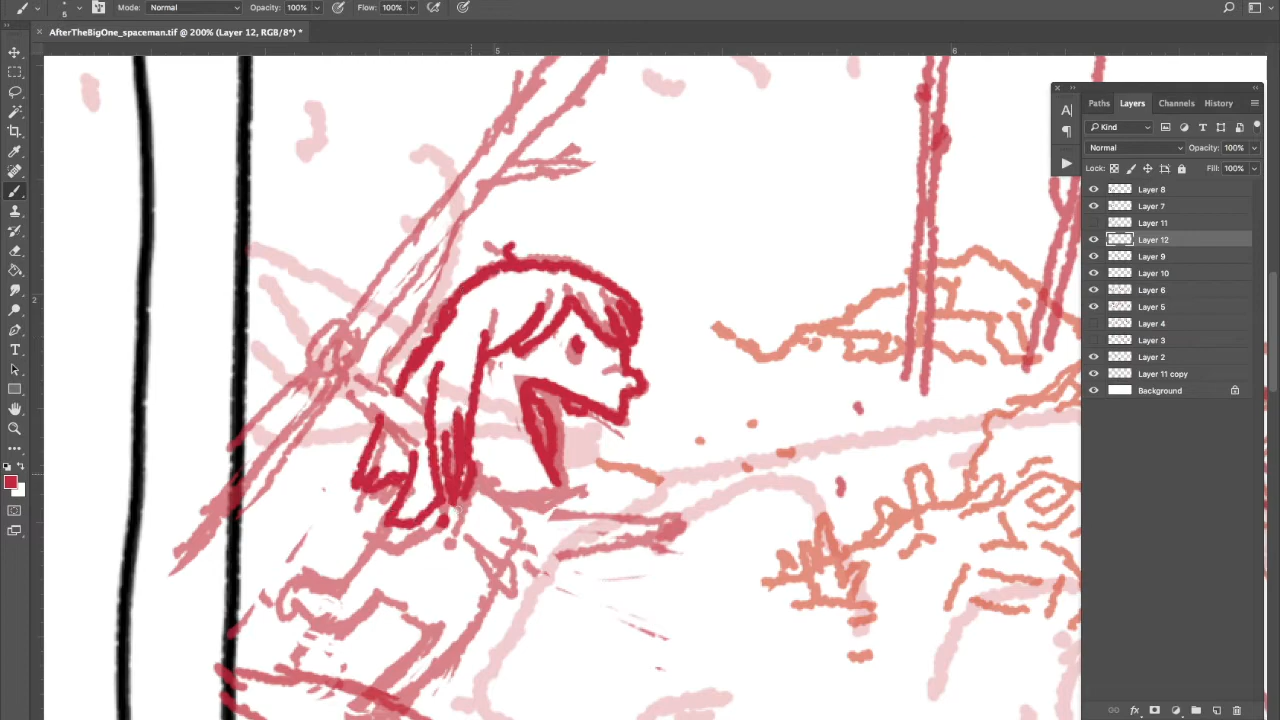 5 Mode: Normal Opacity: 100% Flow: 100%
AfterTheBigOne_spaceman.tif @ 200% (Layer 12, RGB/8*) *
5 6
2
Paths Layers Channels History
Kind
Normal Opacity: 100%
Lock: Fill: 100%
Layer 8
Layer 7
Layer 11
Layer 12
Layer 9
Layer 10
Layer 6
Layer 5
Layer 4
Layer 3
Layer 2
Layer 11 copy
Background